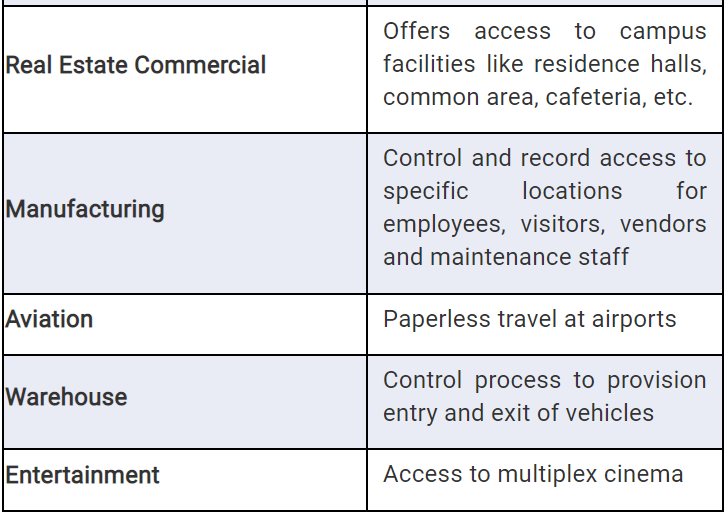 Real Estate Commercial
Offers access to campus
facilities like residence halls,
common area, cafeteria, etc.
Manufacturing
Control and record access to
specific locations for
employees, visitors, vendors
and maintenance staff
Aviation
Paperless travel at airports
Warehouse
Control process to provision
entry and exit of vehicles
Entertainment
Access to multiplex cinema